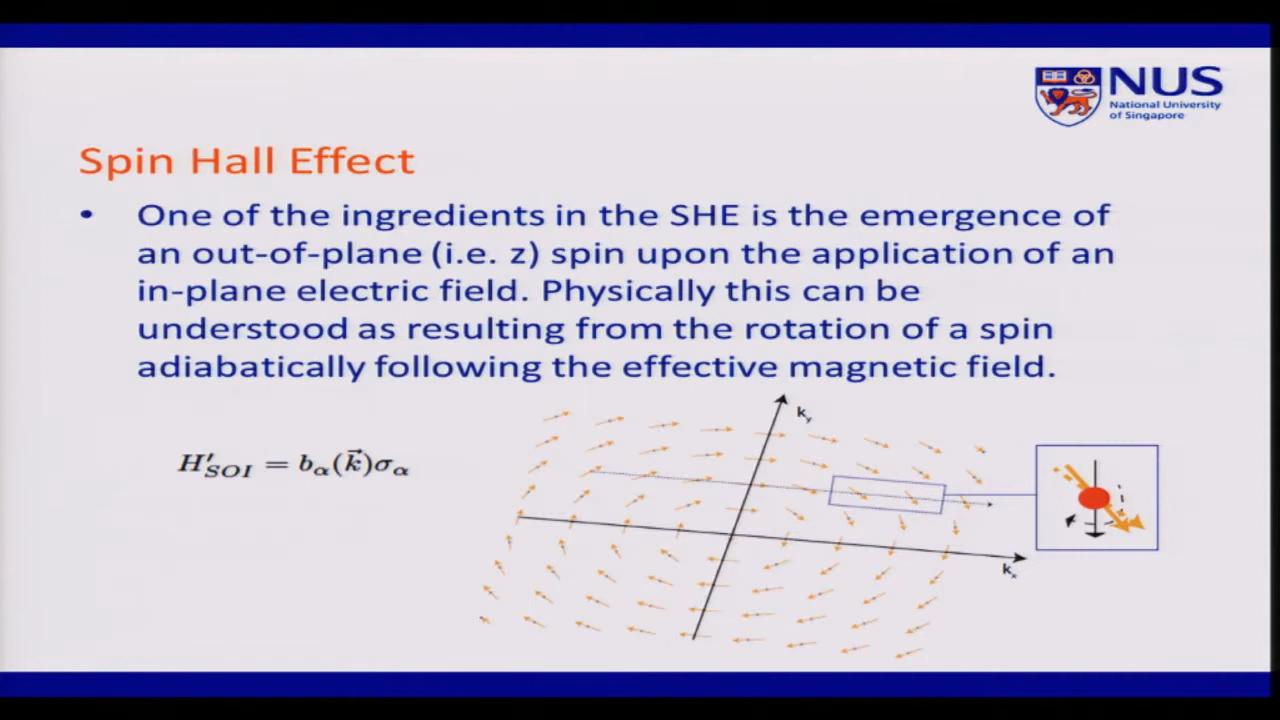 NUS
National University
of Singapore
Spin Hall Effect
• One of the ingredients in the SHE is the emergence of
an out-of-plane (i.e. z) spin upon the application of an
in-plane electric field. Physically this can be
understood as resulting from the rotation of a spin
adiabatically following the effective magnetic field.
k_y
H'_{SOI} = b_α(\vec{k})σ_α
k_x